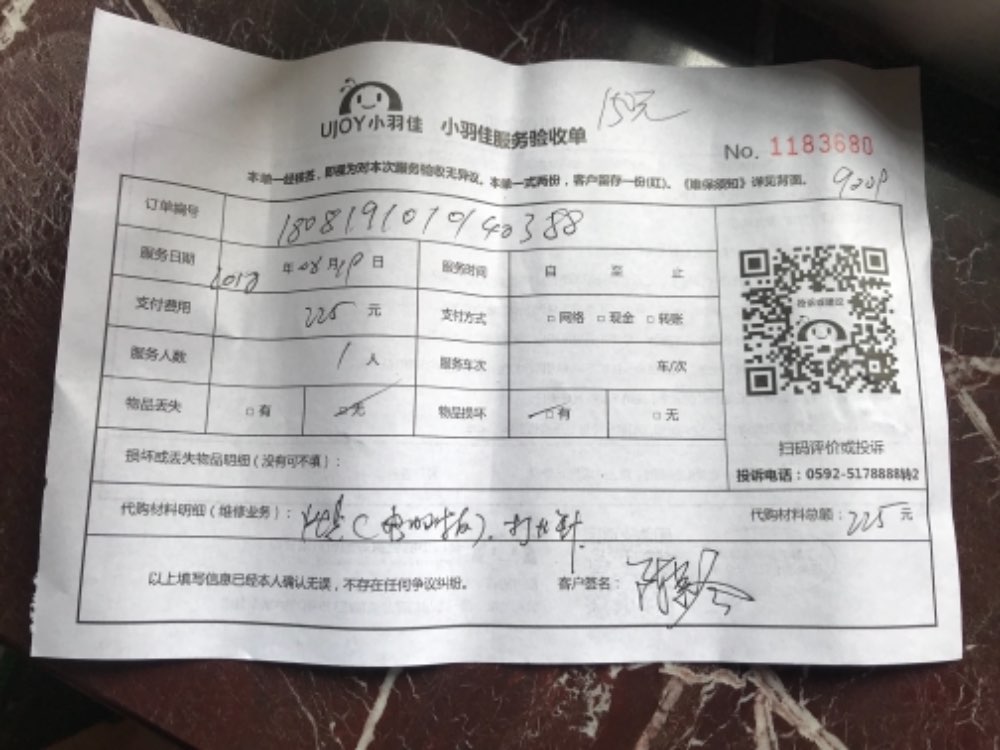 150元
UJOY小羽佳 小羽佳服务验收单
No. 1183680
本单一经核签，即视为对本次服务验收无异议。本单一式两份，客户留存一份(红)。《维保须知》详见背面。
订单编号 180819101040388
服务日期 年 08 月 19 日 服务时间 自 至 止
支付费用 225 元 支付方式 □网络 □现金 □转账
服务人数 1 人 服务车次 车/次
物品丢失 □有 □无 物品损坏 □有 □无
投诉或建议
扫码评价或投诉
投诉电话：0592-5178888转2
损坏或丢失物品明细（没有可不填）：
代购材料明细（维修业务）： 代购材料总额：225 元
以上填写信息已经本人确认无误，不存在任何争议纠纷。 客户签名：